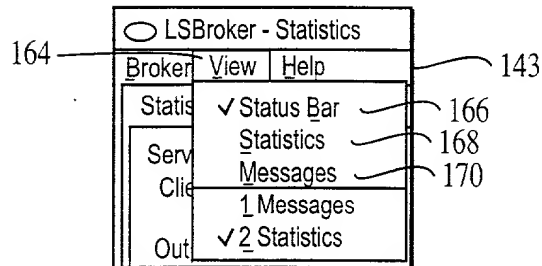 LSBroker - Statistics
164
Broker View Help
143
Statis
✓ Status Bar
166
Serv
Statistics
168
Clie
Messages
170
1 Messages
Out
✓ 2 Statistics